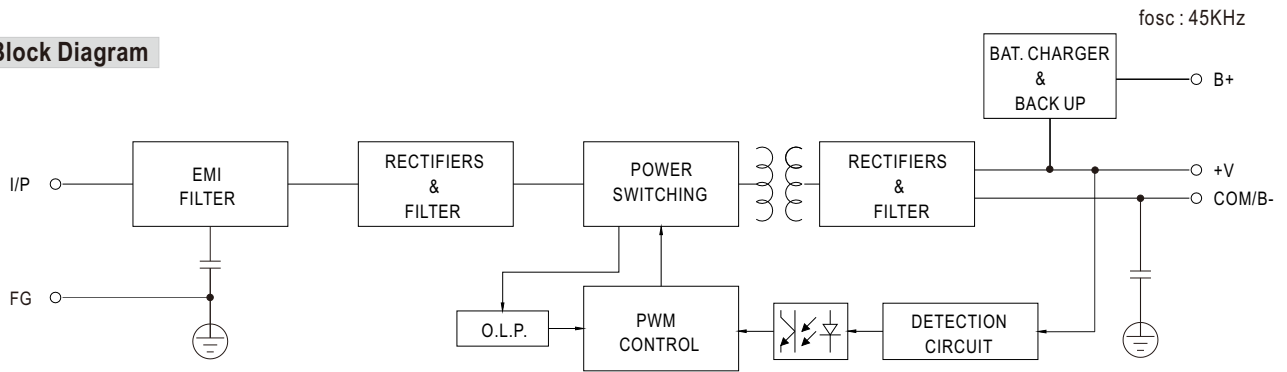 fosc : 45KHz
Block Diagram
BAT. CHARGER
&
BACK UP
B+
I/P
EMI
FILTER
RECTIFIERS
&
FILTER
POWER
SWITCHING
RECTIFIERS
&
FILTER
+V
COM/B-
FG
O.L.P.
PWM
CONTROL
DETECTION
CIRCUIT